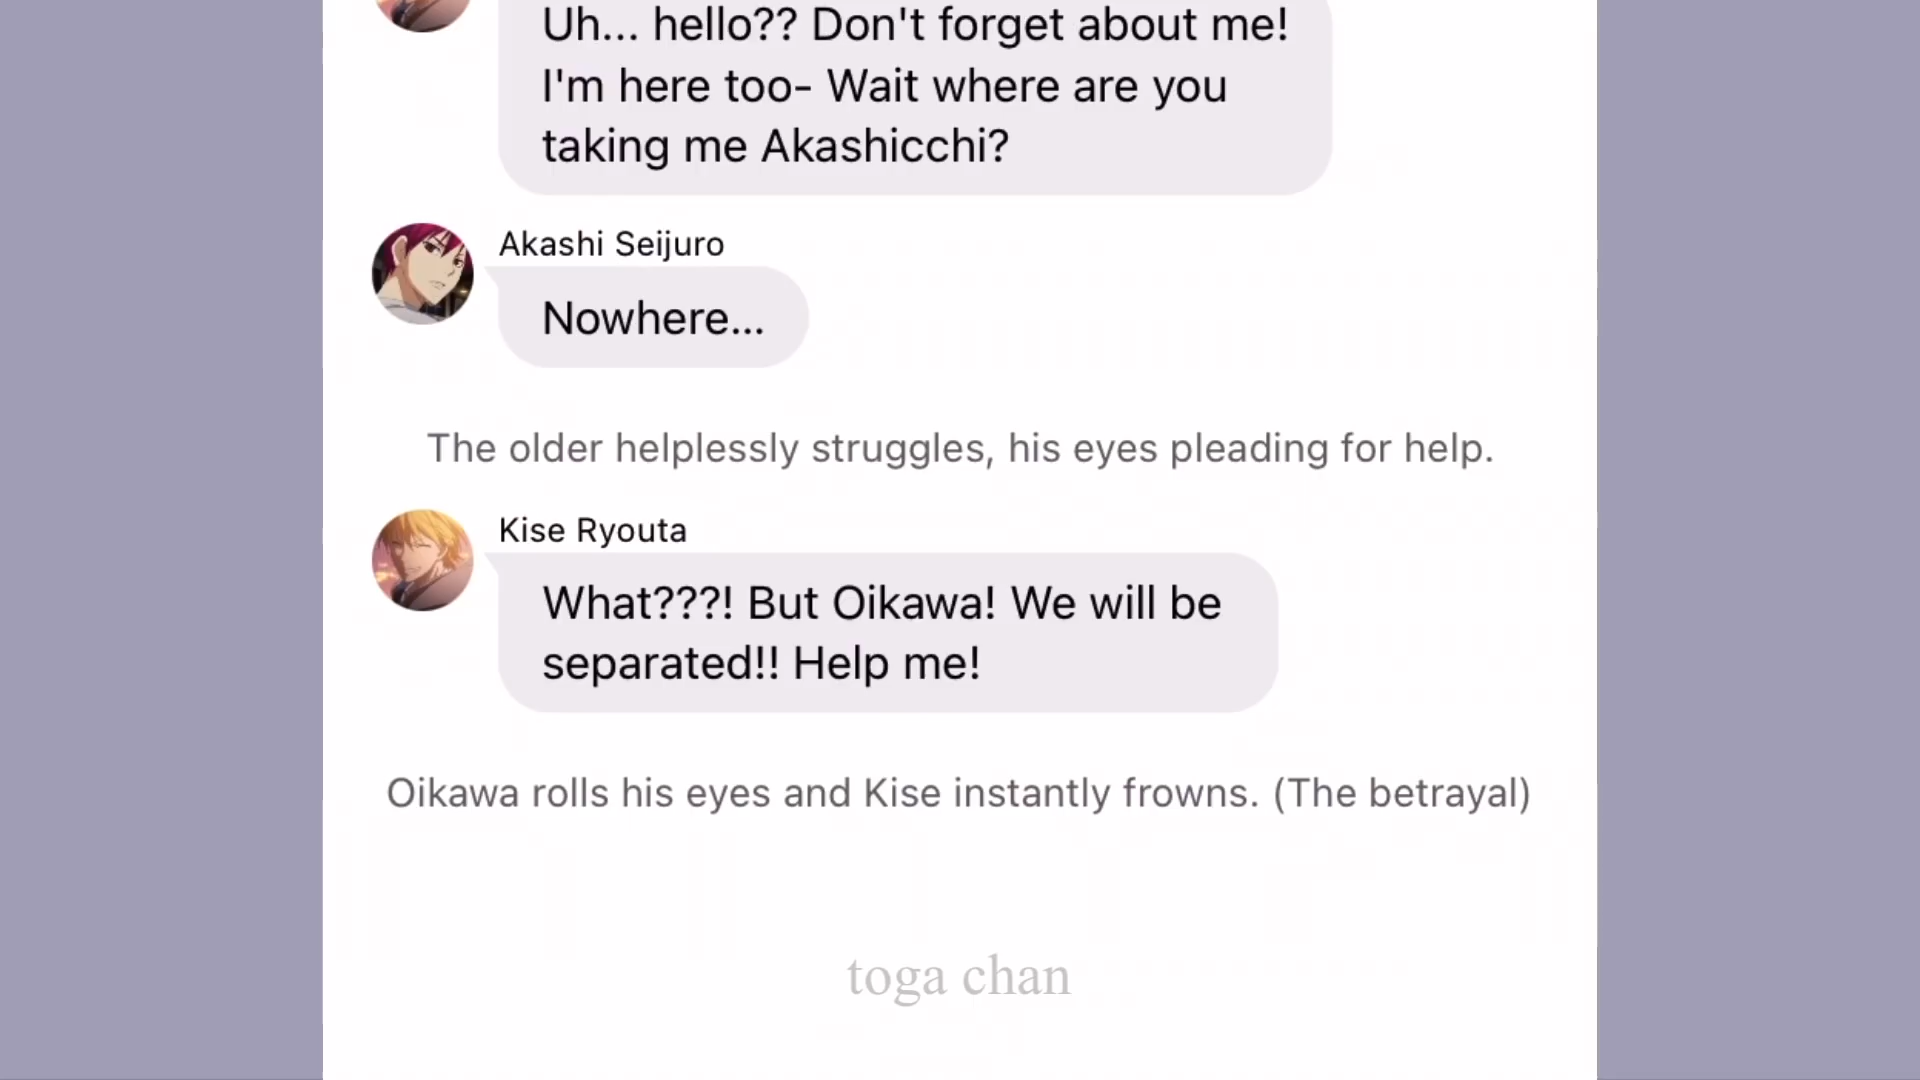 Uh... hello?? Don't forget about me!
I'm here too- Wait where are you
taking me Akashicchi?
Akashi Seijuro
Nowhere...
The older helplessly struggles, his eyes pleading for help.
Kise Ryouta
What???! But Oikawa! We will be
separated!! Help me!
Oikawa rolls his eyes and Kise instantly frowns. (The betrayal)
toga chan